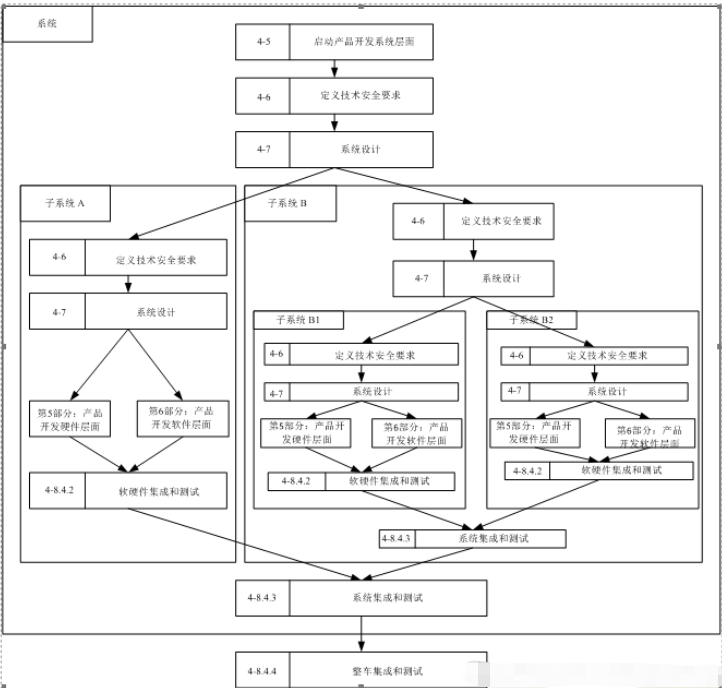 系统
4-5 启动产品开发系统层面
4-6 定义技术安全要求
4-7 系统设计
子系统 A
子系统 B
4-6 定义技术安全要求
4-7 系统设计
4-6 定义技术安全要求
4-7 系统设计
子系统 B1
子系统 B2
4-6 定义技术安全要求
4-6 定义技术安全要求
4-7 系统设计
4-7 系统设计
第5部分：产品
开发硬件层面
第6部分：产品
开发软件层面
第5部分：产品开
发硬件层面
第6部分：产品
开发软件层面
第5部分：产品开
发硬件层面
第6部分：产品
开发软件层面
4-8.4.2 软硬件集成和测试
4-8.4.2 软硬件集成和测试
4-8.4.2 软硬件集成和测试
4-8.4.3 系统集成和测试
4-8.4.3 系统集成和测试
4-8.4.4 整车集成和测试